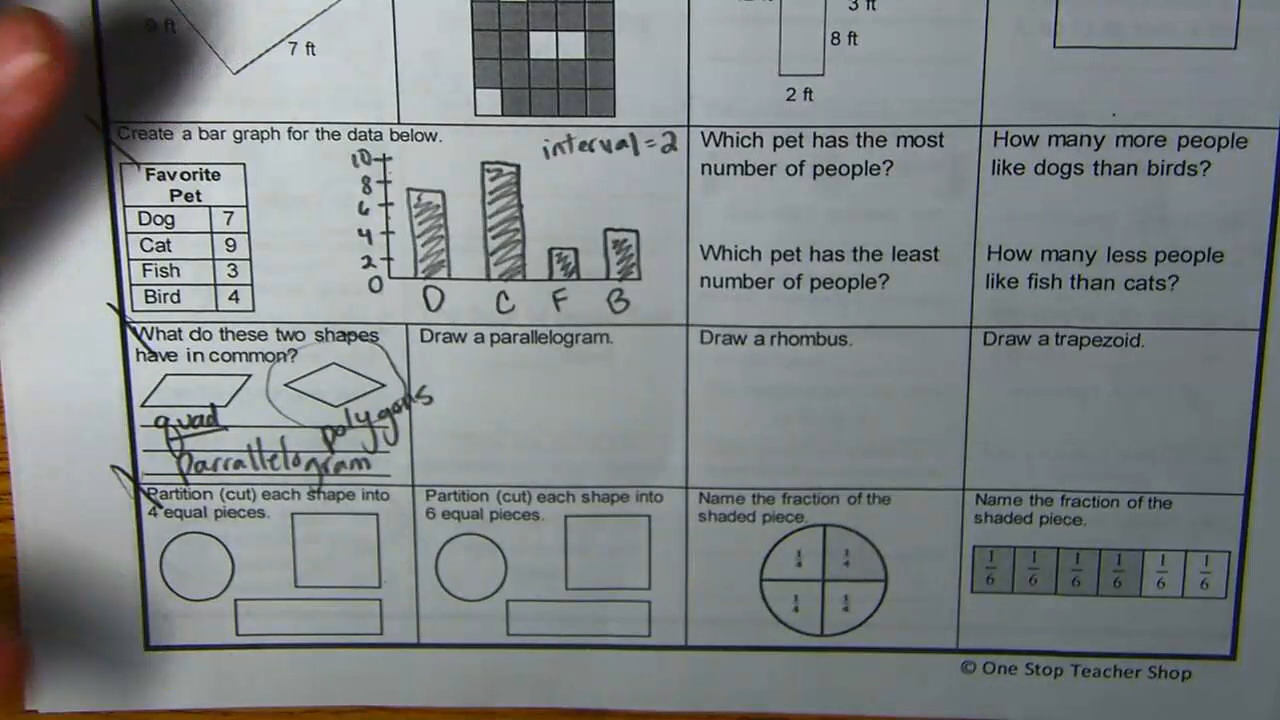 9 ft
7 ft
3 ft
8 ft
2 ft
Create a bar graph for the data below.
interval=2
Favorite
Pet
Dog 7
Cat 9
Fish 3
Bird 4
10
8
6
4
2
0
D C F B
Which pet has the most
number of people?
Which pet has the least
number of people?
How many more people
like dogs than birds?
How many less people
like fish than cats?
What do these two shapes
have in common?
quad
polygons
parrallelogram
Draw a parallelogram.
Draw a rhombus.
Draw a trapezoid.
Partition (cut) each shape into
4 equal pieces.
Partition (cut) each shape into
6 equal pieces.
Name the fraction of the
shaded piece.
1/4 1/4
1/4 1/4
Name the fraction of the
shaded piece.
1/6 1/6 1/6 1/6 1/6 1/6
© One Stop Teacher Shop